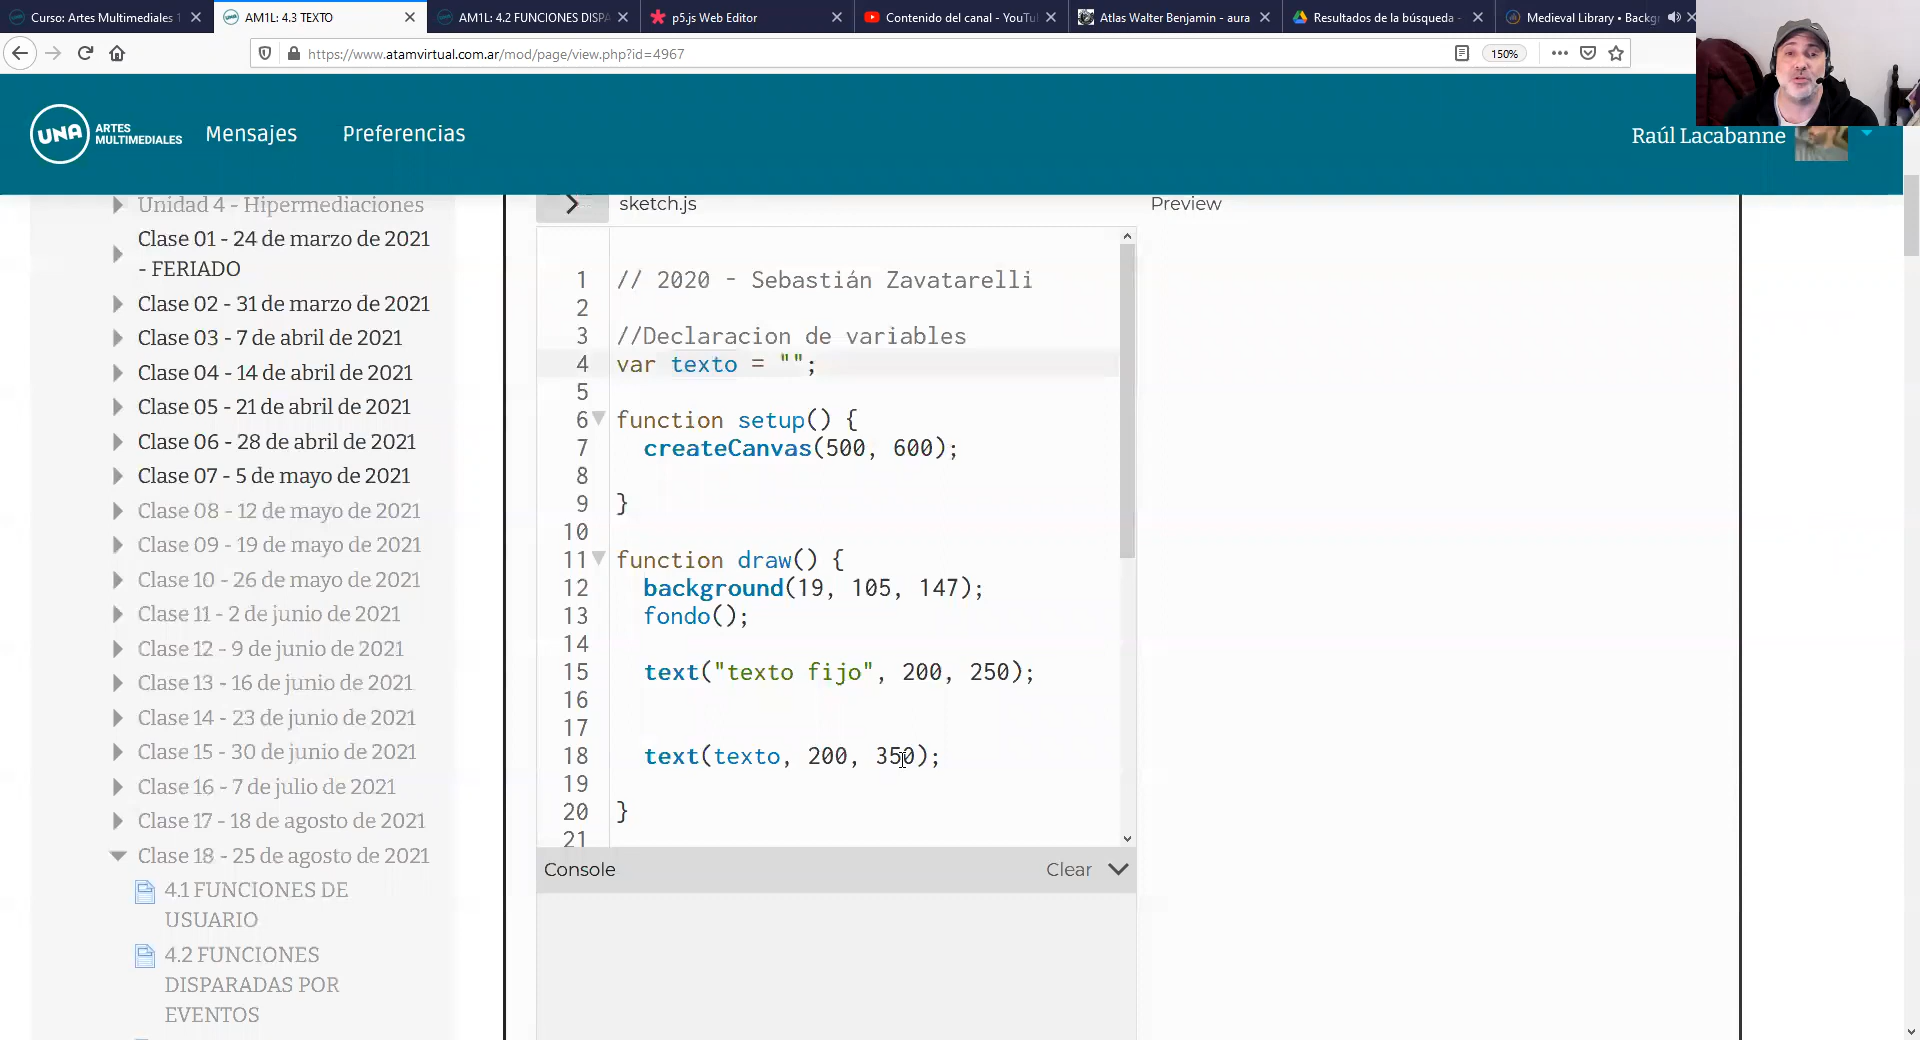 Curso: Artes Multimediales 1
AM1L: 4.3 TEXTO
AM1L: 4.2 FUNCIONES DISPA
p5.js Web Editor
Contenido del canal - YouTu
Atlas Walter Benjamin - aura
Resultados de la búsqueda -
Medieval Library • Backgr
https://www.atamvirtual.com.ar/mod/page/view.php?id=4967
150%
UNA ARTES
MULTIMEDIALES
Mensajes
Preferencias
Raúl Lacabanne
Unidad 4 - Hipermediaciones
Clase 01 - 24 de marzo de 2021
- FERIADO
Clase 02 - 31 de marzo de 2021
Clase 03 - 7 de abril de 2021
Clase 04 - 14 de abril de 2021
Clase 05 - 21 de abril de 2021
Clase 06 - 28 de abril de 2021
Clase 07 - 5 de mayo de 2021
Clase 08 - 12 de mayo de 2021
Clase 09 - 19 de mayo de 2021
Clase 10 - 26 de mayo de 2021
Clase 11 - 2 de junio de 2021
Clase 12 - 9 de junio de 2021
Clase 13 - 16 de junio de 2021
Clase 14 - 23 de junio de 2021
Clase 15 - 30 de junio de 2021
Clase 16 - 7 de julio de 2021
Clase 17 - 18 de agosto de 2021
Clase 18 - 25 de agosto de 2021
4.1 FUNCIONES DE
USUARIO
4.2 FUNCIONES
DISPARADAS POR
EVENTOS
sketch.js
Preview
1 // 2020 - Sebastián Zavatarelli
2
3 //Declaracion de variables
4 var texto = "";
5
6 function setup() {
7 createCanvas(500, 600);
8
9 }
10
11 function draw() {
12 background(19, 105, 147);
13 fondo();
14
15 text("texto fijo", 200, 250);
16
17
18 text(texto, 200, 350);
19
20 }
21
Console
Clear